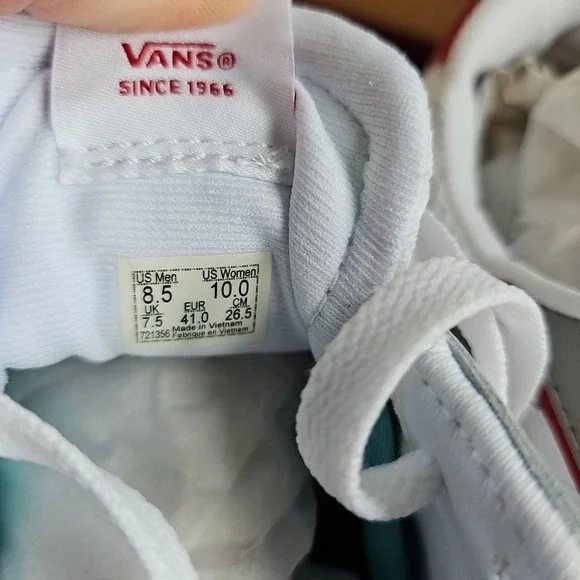 VANS®
SINCE 1966
US Men US Women
8.5 10.0
UK EUR CM
7.5 41.0 26.5
Made in Vietnam
721356 Fabriqué en Vietnam